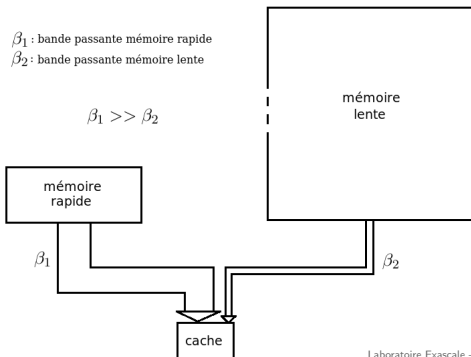 β1 : bande passante mémoire rapide
β2 : bande passante mémoire lente
β1 >> β2
mémoire
lente
mémoire
rapide
β1
β2
cache
Laboratoire Exascale -